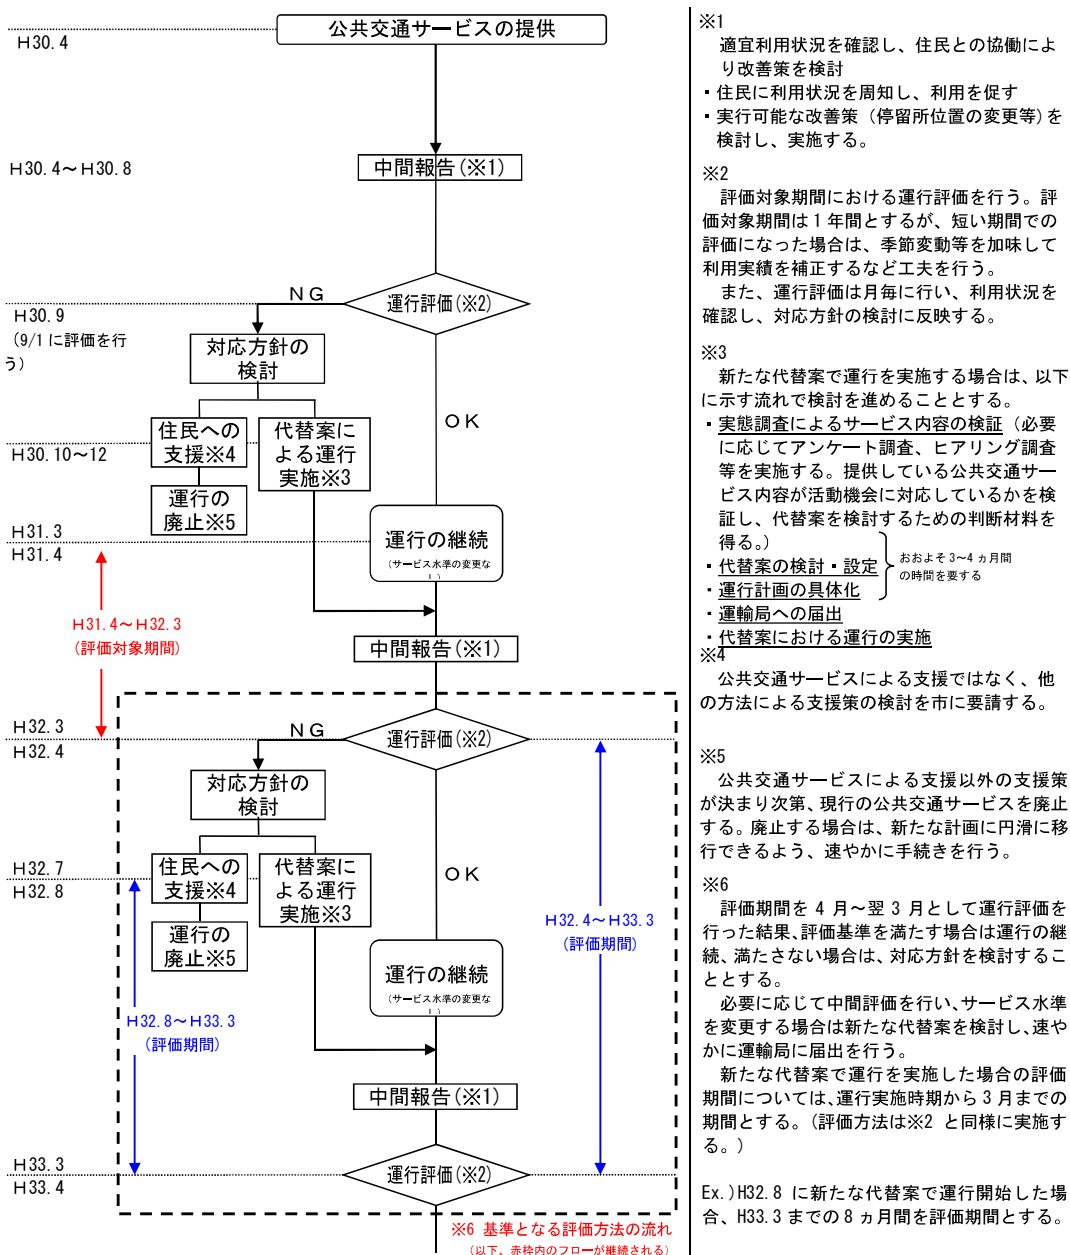 公共交通サービスの提供
H30.4
中間報告(※1)
H30.4～H30.8
NG
運行評価(※2)
H30.9
(9/1に評価を行
う)
対応方針の
検討
OK
住民への
支援※4
代替案に
よる運行
実施※3
H30.10～12
運行の
廃止※5
H31.3
H31.4
運行の継続
(サービス水準の変更な
H31.4～H32.3
(評価対象期間)
中間報告(※1)
H32.3
H32.4
NG
運行評価(※2)
対応方針の
検討
OK
住民への
支援※4
代替案に
よる運行
実施※3
H32.7
H32.8
運行の
廃止※5
H32.4～H33.3
(評価期間)
運行の継続
(サービス水準の変更な
H32.8～H33.3
(評価期間)
中間報告(※1)
H33.3
H33.4
運行評価(※2)
※6 基準となる評価方法の流れ
(以下、赤枠内のフローが継続される)
※1
適宜利用状況を確認し、住民との協働によ
り改善策を検討
・住民に利用状況を周知し、利用を促す
・実行可能な改善策（停留所位置の変更等)を
検討し、実施する。
※2
評価対象期間における運行評価を行う。評
価対象期間は1年間とするが、短い期間での
評価になった場合は、季節変動等を加味して
利用実績を補正するなど工夫を行う。
また、運行評価は月毎に行い、利用状況を
確認し、対応方針の検討に反映する。
※3
新たな代替案で運行を実施する場合は、以下
に示す流れで検討を進めることとする。
・実態調査によるサービス内容の検証（必要
に応じてアンケート調査、ヒアリング調査
等を実施する。提供している公共交通サー
ビス内容が活動機会に対応しているかを検
証し、代替案を検討するための判断材料を
得る。）
・代替案の検討・設定
・運行計画の具体化
おおよそ3～4ヵ月間
の時間を要する
・運輸局への届出
・代替案における運行の実施
※4
公共交通サービスによる支援ではなく、他
の方法による支援策の検討を市に要請する。
※5
公共交通サービスによる支援以外の支援策
が決まり次第、現行の公共交通サービスを廃止
する。廃止する場合は、新たな計画に円滑に移
行できるよう、速やかに手続きを行う。
※6
評価期間を4月～翌3月として運行評価を
行った結果、評価基準を満たす場合は運行の継
続、満たさない場合は、対応方針を検討するこ
ととする。
必要に応じて中間評価を行い、サービス水準
を変更する場合は新たな代替案を検討し、速や
かに運輸局に届出を行う。
新たな代替案で運行を実施した場合の評価
期間については、運行実施時期から3月までの
期間とする。(評価方法は※2 と同様に実施す
る。)
Ex.)H32.8 に新たな代替案で運行開始した場
合、H33.3までの8ヵ月間を評価期間とする。